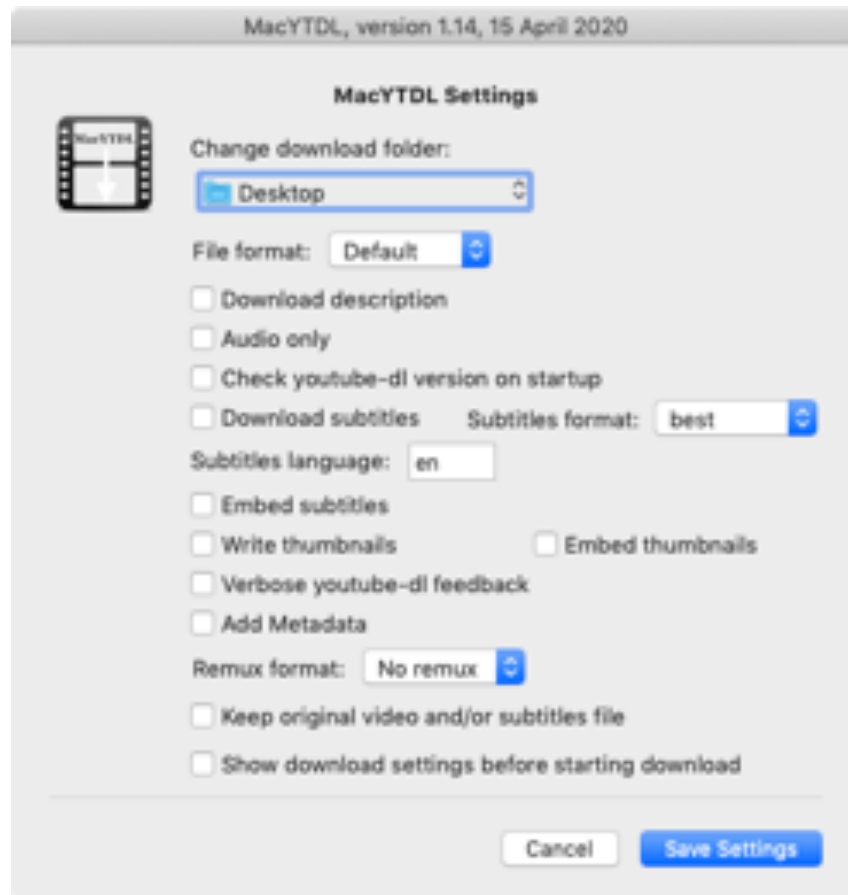 MacYTDL, version 1.14, 15 April 2020
MacYTDL Settings
MacYTDL
Change download folder:
Desktop
File format: Default
Download description
Audio only
Check youtube-dl version on startup
Download subtitles Subtitles format: best
Subtitles language: en
Embed subtitles
Write thumbnails Embed thumbnails
Verbose youtube-dl feedback
Add Metadata
Remux format: No remux
Keep original video and/or subtitles file
Show download settings before starting download
Cancel Save Settings